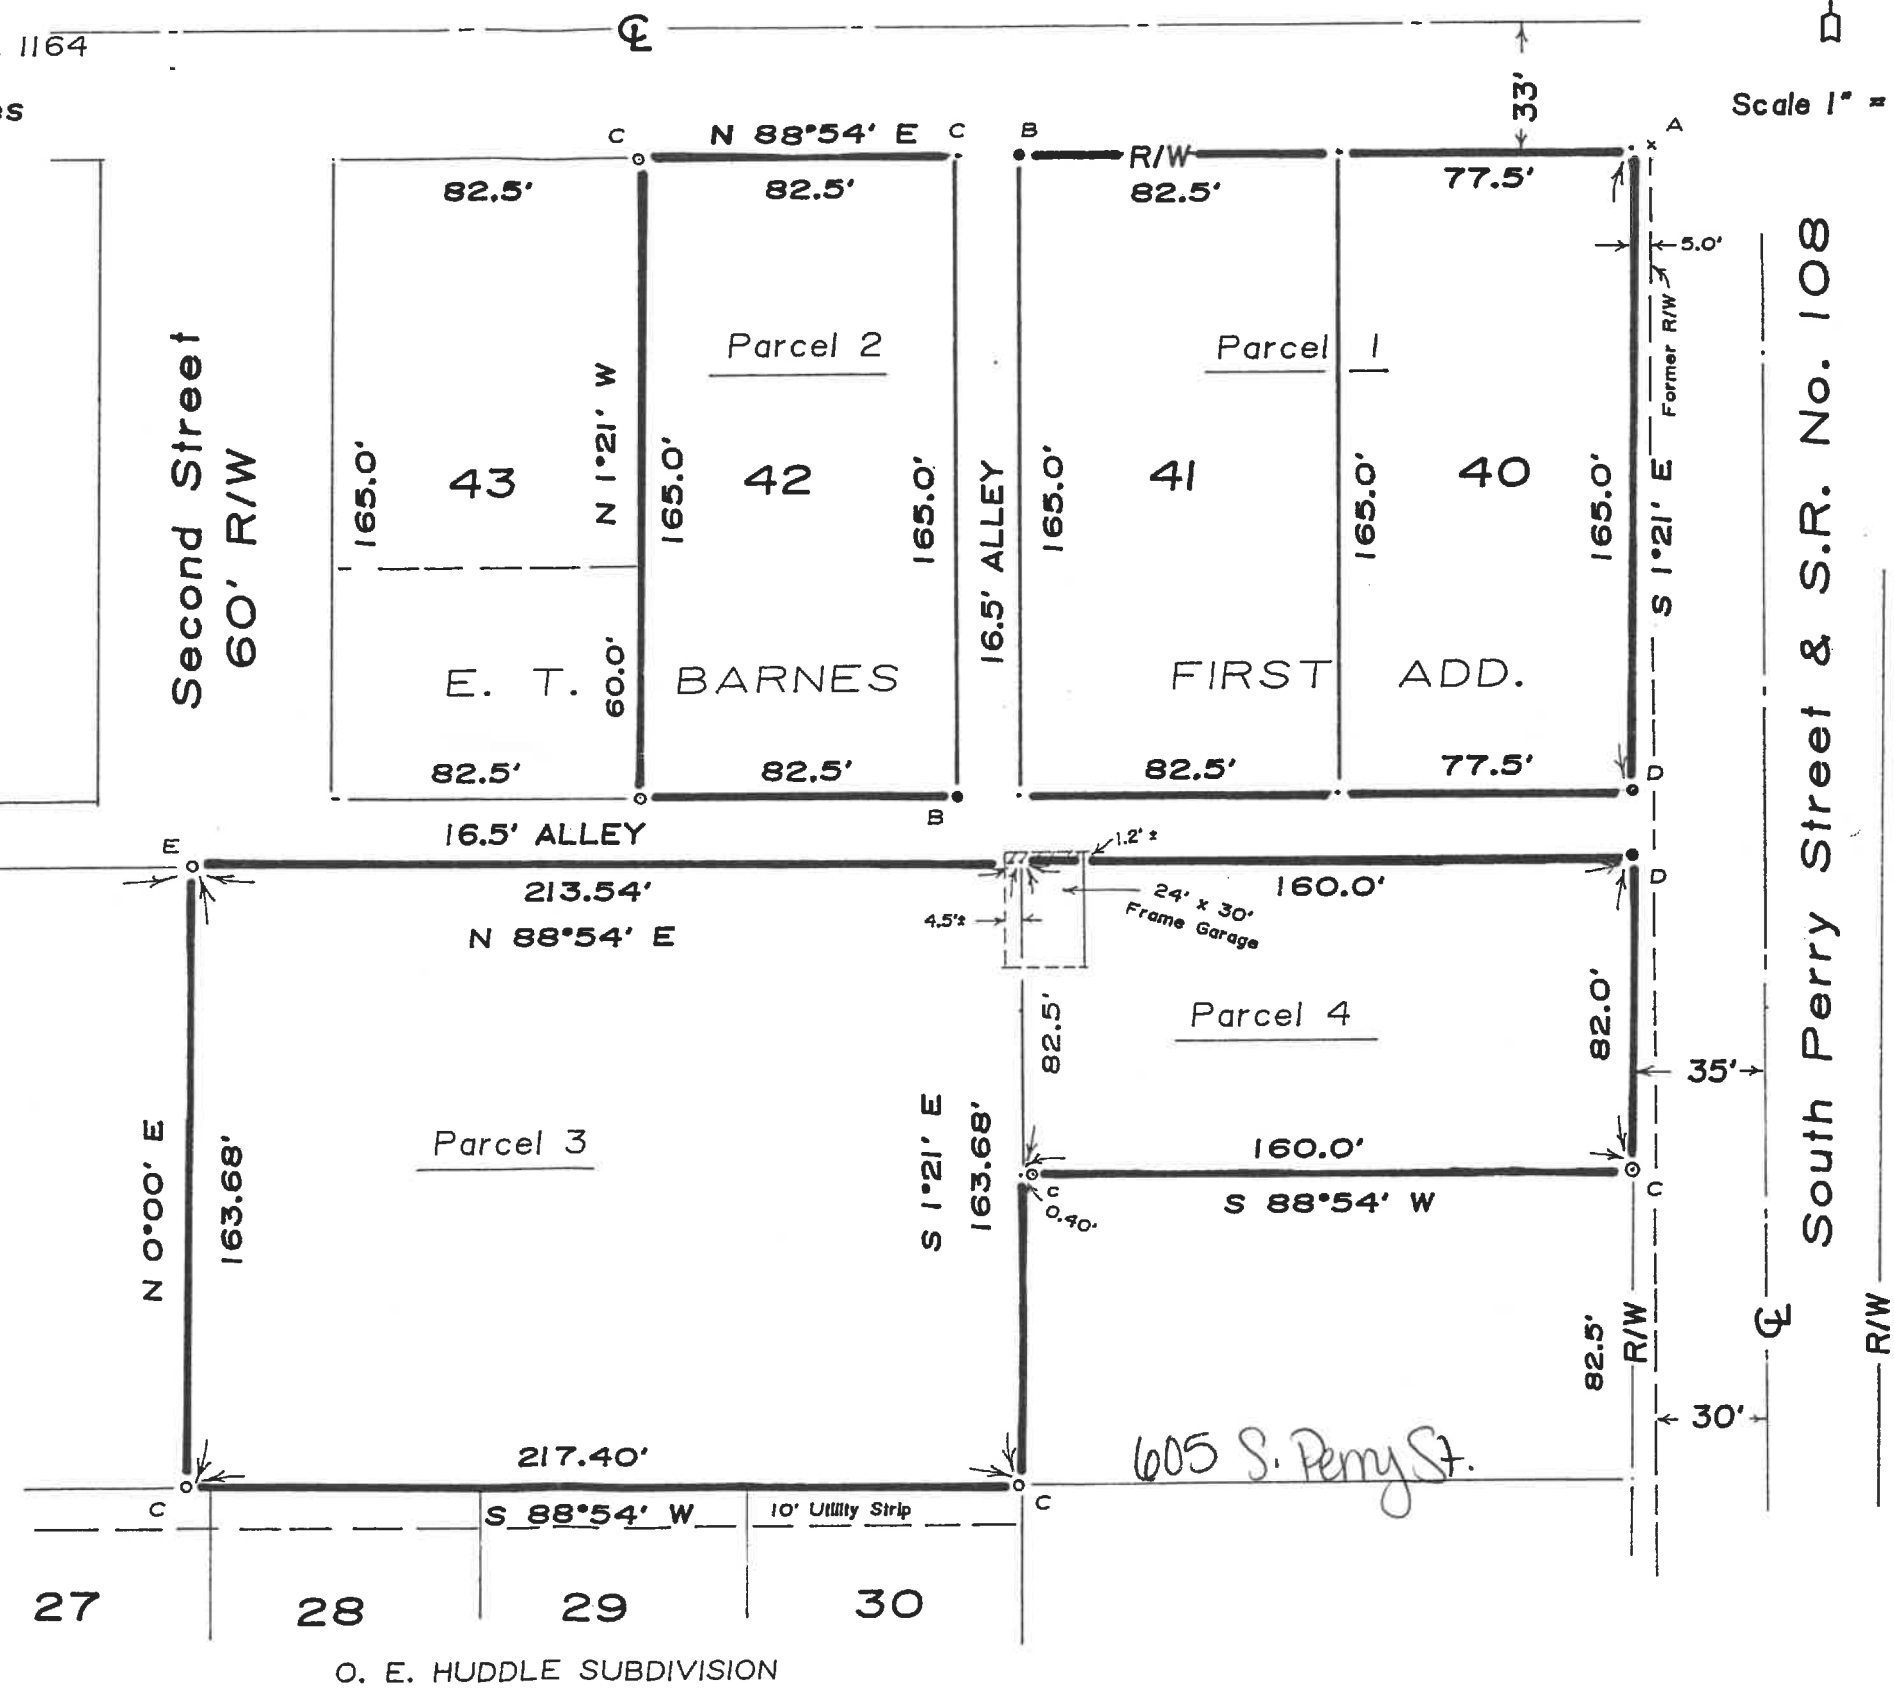 1164
℄
33'
Scale 1" =
es
C
N 88°54' E
C
B
R/W
A
x
82.5'
82.5'
82.5'
77.5'
5.0'
Former R/W
Parcel 2
Parcel 1
Second Street
60' R/W
165.0'
43
N 1°21' W
165.0'
42
165.0'
16.5' ALLEY
165.0'
41
165.0'
40
165.0'
S 1°21' E
South Perry Street & S.R. No. 108
E. T. BARNES FIRST ADD.
60.0'
82.5'
82.5'
82.5'
77.5'
D
B
E
16.5' ALLEY
1.2'±
D
213.54'
160.0'
N 88°54' E
4.5'±
24' x 30'
Frame Garage
82.5'
Parcel 4
82.0'
35'
N 0°00' E
163.68'
Parcel 3
S 1°21' E
163.68'
160.0'
C
0.40'
S 88°54' W
C
82.5'
R/W
℄
R/W
30'
217.40'
605 S. Perry St.
C
S 88°54' W
10' Utility Strip
C
27
28
29
30
O. E. HUDDLE SUBDIVISION